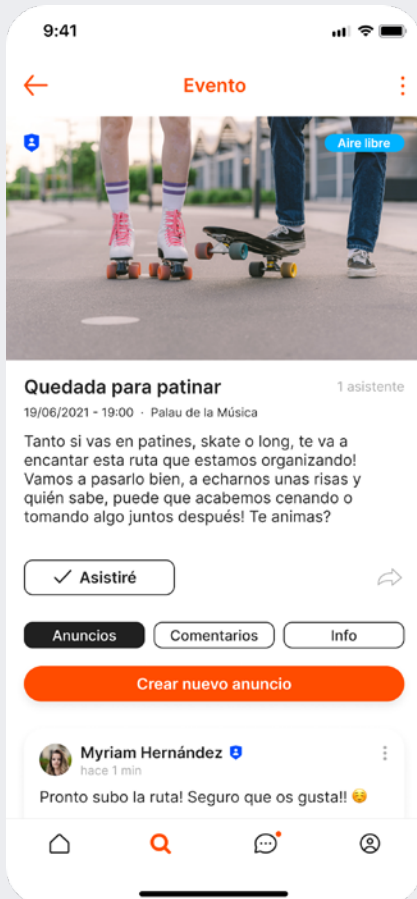 9:41
Evento
Aire libre
Quedada para patinar
1 asistente
19/06/2021 - 19:00 · Palau de la Música
Tanto si vas en patines, skate o long, te va a
encantar esta ruta que estamos organizando!
Vamos a pasarlo bien, a echarnos unas risas y
quién sabe, puede que acabemos cenando o
tomando algo juntos después! Te animas?
Asistiré
Anuncios
Comentarios
Info
Crear nuevo anuncio
Myriam Hernández
hace 1 min
Pronto subo la ruta! Seguro que os gusta!! ☺️